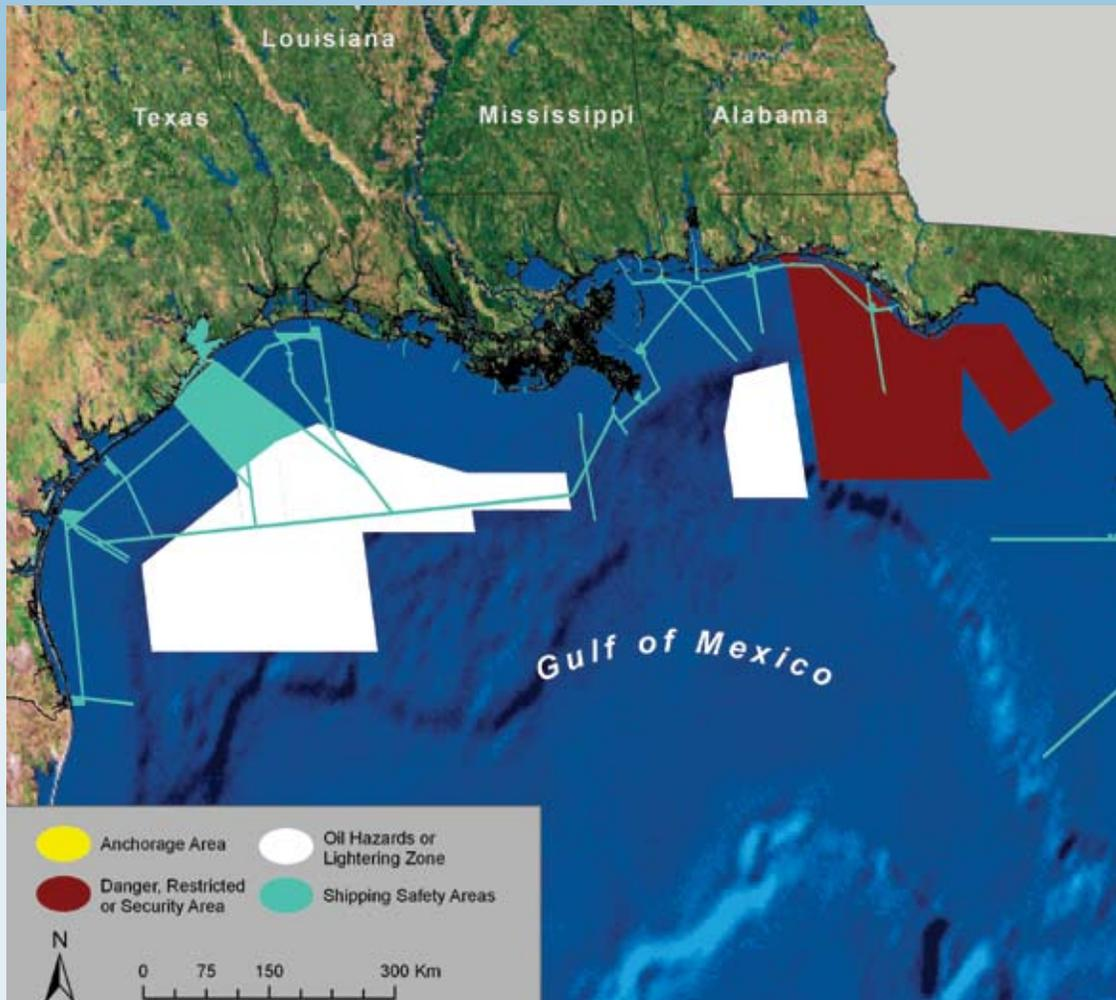 Louisiana
Texas
Mississippi
Alabama
Gulf of Mexico
Anchorage Area
Oil Hazards or
Lightering Zone
Danger, Restricted
or Security Area
Shipping Safety Areas
N
0 75 150 300 Km